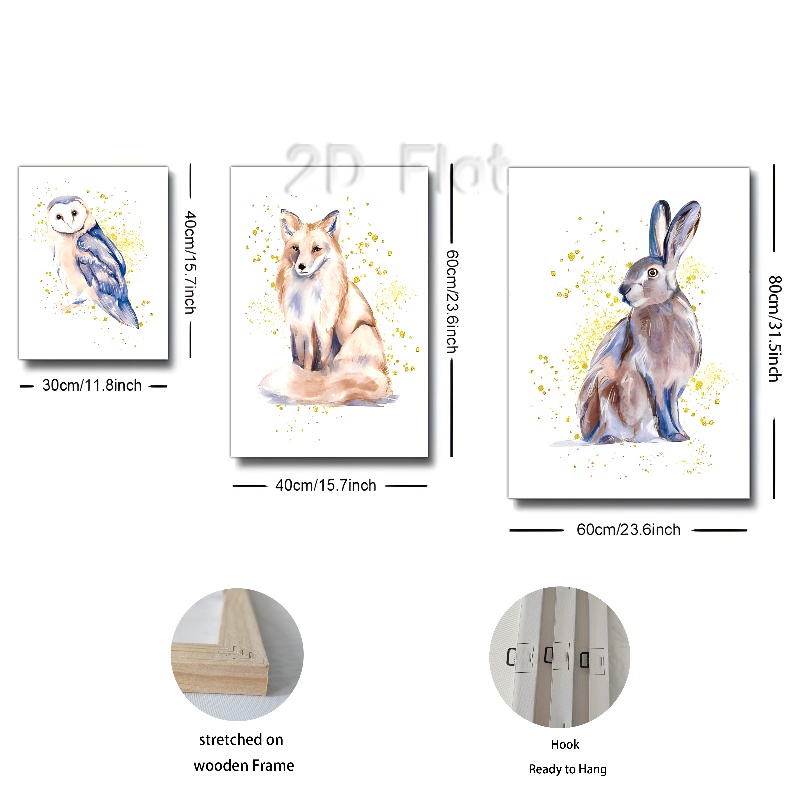 2D Flat
40cm/15.7inch
30cm/11.8inch
60cm/23.6inch
40cm/15.7inch
80cm/31.5inch
60cm/23.6inch
stretched on
wooden Frame
Hook
Ready to Hang